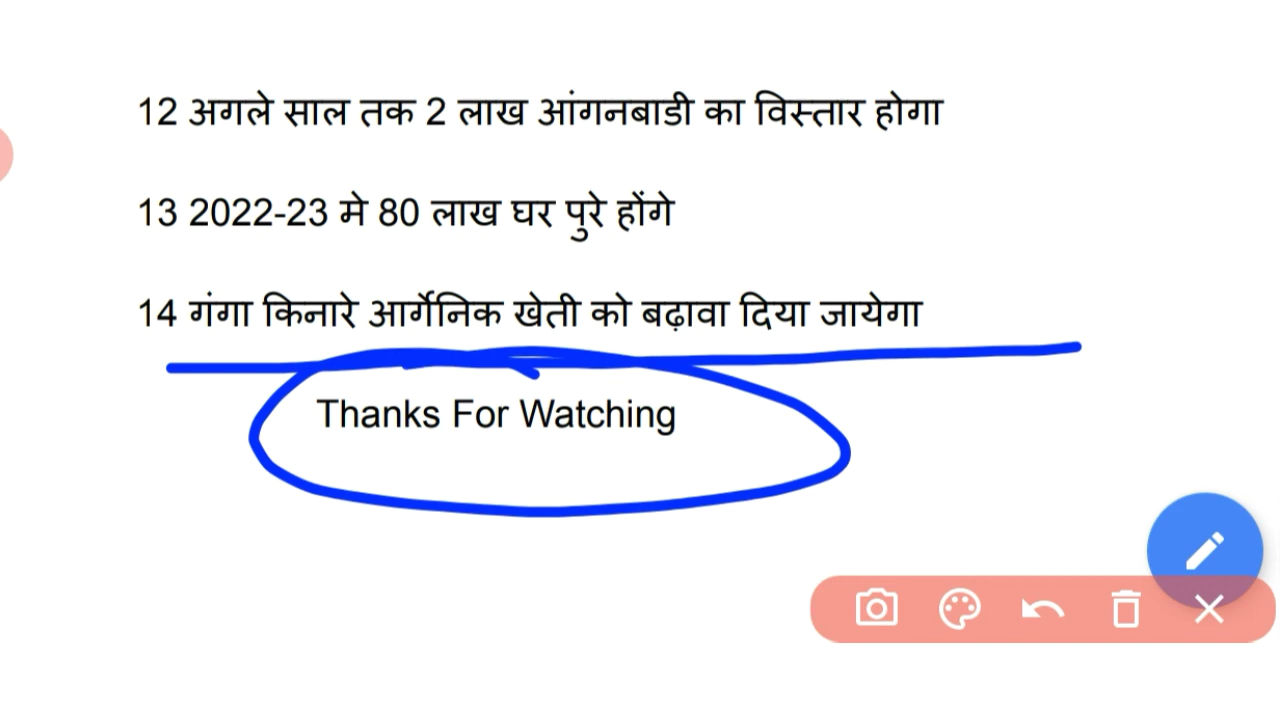 12 अगले साल तक 2 लाख आंगनबाडी का विस्तार होगा
13 2022-23 मे 80 लाख घर पुरे होंगे
14 गंगा किनारे आर्गेनिक खेती को बढ़ावा दिया जायेगा
Thanks For Watching